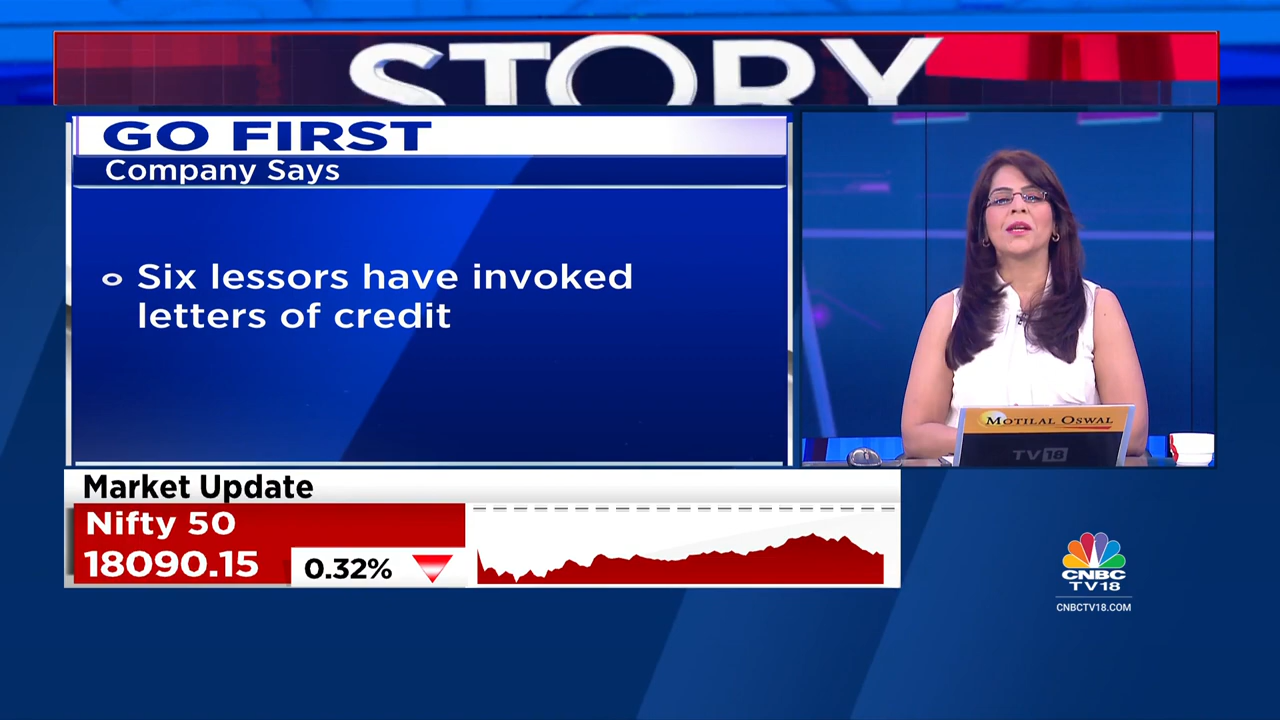 STORY
GO FIRST
Company Says
Six lessors have invoked
letters of credit
MOTILAL OSWAL
TV18
Market Update
Nifty 50
18090.15
0.32%
CNBC
TV18
CNBCTV18.COM